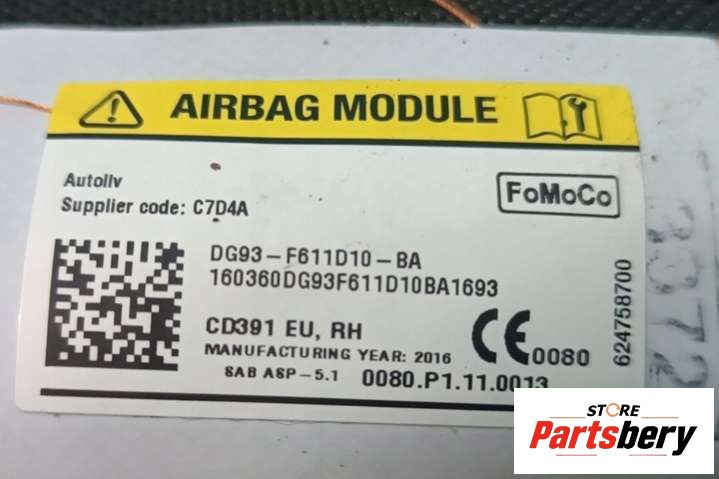 AIRBAG MODULE
Autoliv
Supplier code: C7D4A
FoMoCo
DG93-F611D10-BA
160360DG93F611D10BA1693
CD391 EU, RH
MANUFACTURING YEAR: 2016
CE 0080
SAB ASP-5.1 0080.P1.11.0013
624758700
STORE
Partsbery